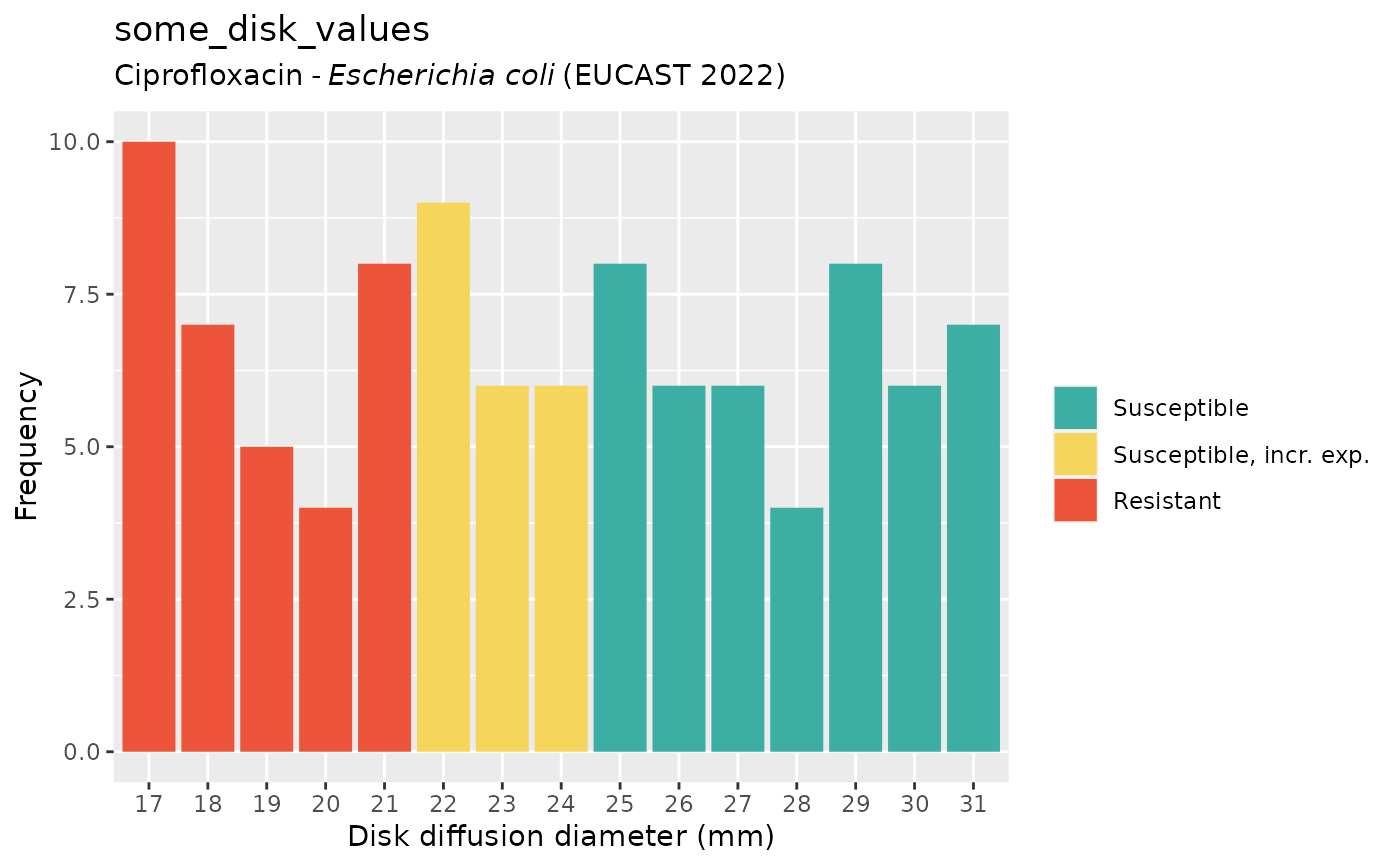 some_disk_values
Ciprofloxacin - Escherichia coli (EUCAST 2022)
Frequency
10.0
7.5
5.0
2.5
0.0
17 18 19 20 21 22 23 24 25 26 27 28 29 30 31
Disk diffusion diameter (mm)
Susceptible
Susceptible, incr. exp.
Resistant